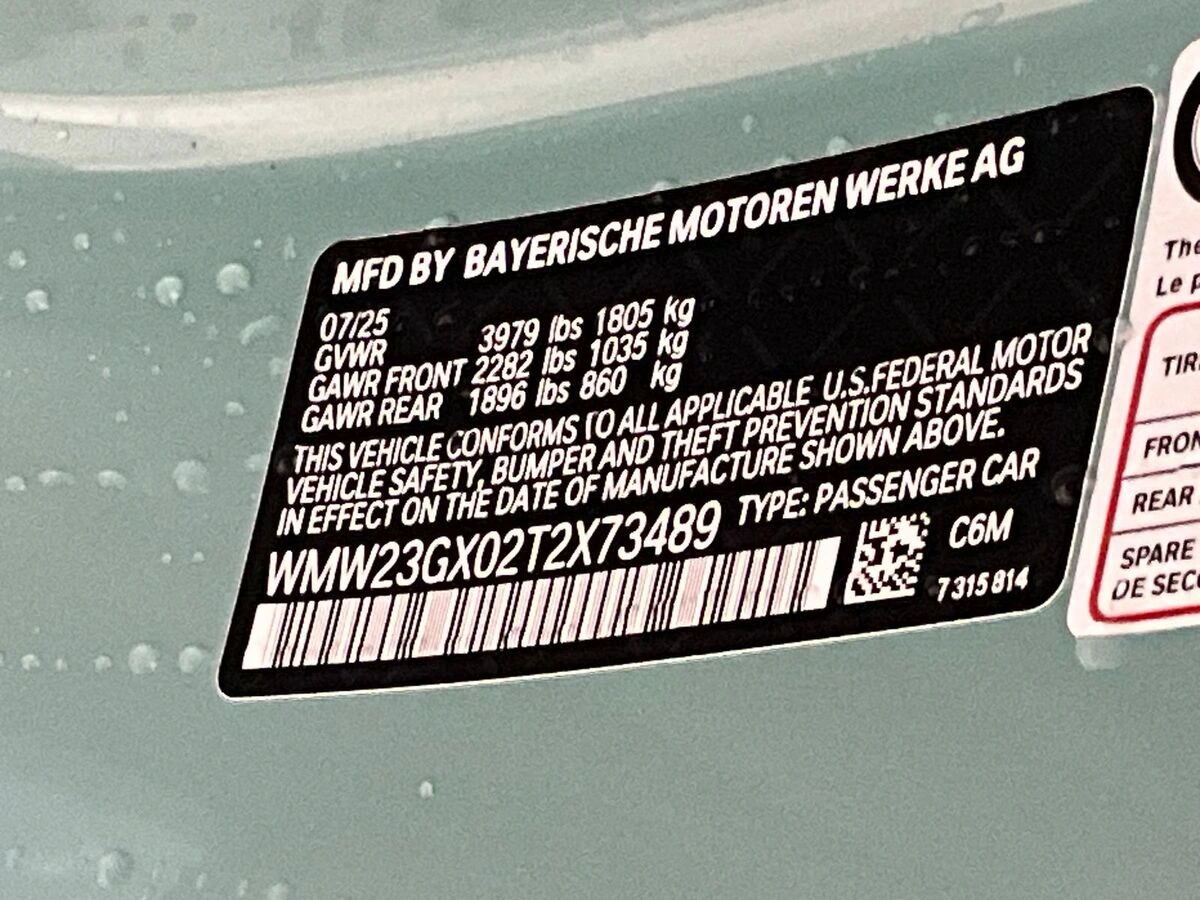 MFD BY BAYERISCHE MOTOREN WERKE AG
07/25
GVWR 3979 lbs 1805 kg
GAWR FRONT 2282 lbs 1035 kg
GAWR REAR 1896 lbs 860 kg
THIS VEHICLE CONFORMS TO ALL APPLICABLE U.S.FEDERAL MOTOR
VEHICLE SAFETY, BUMPER AND THEFT PREVENTION STANDARDS
IN EFFECT ON THE DATE OF MANUFACTURE SHOWN ABOVE.
WMW23GX02T2X73489 TYPE: PASSENGER CAR
C6M
7315814
The
Le p
TIR
FRON
REAR
SPARE
DE SEC